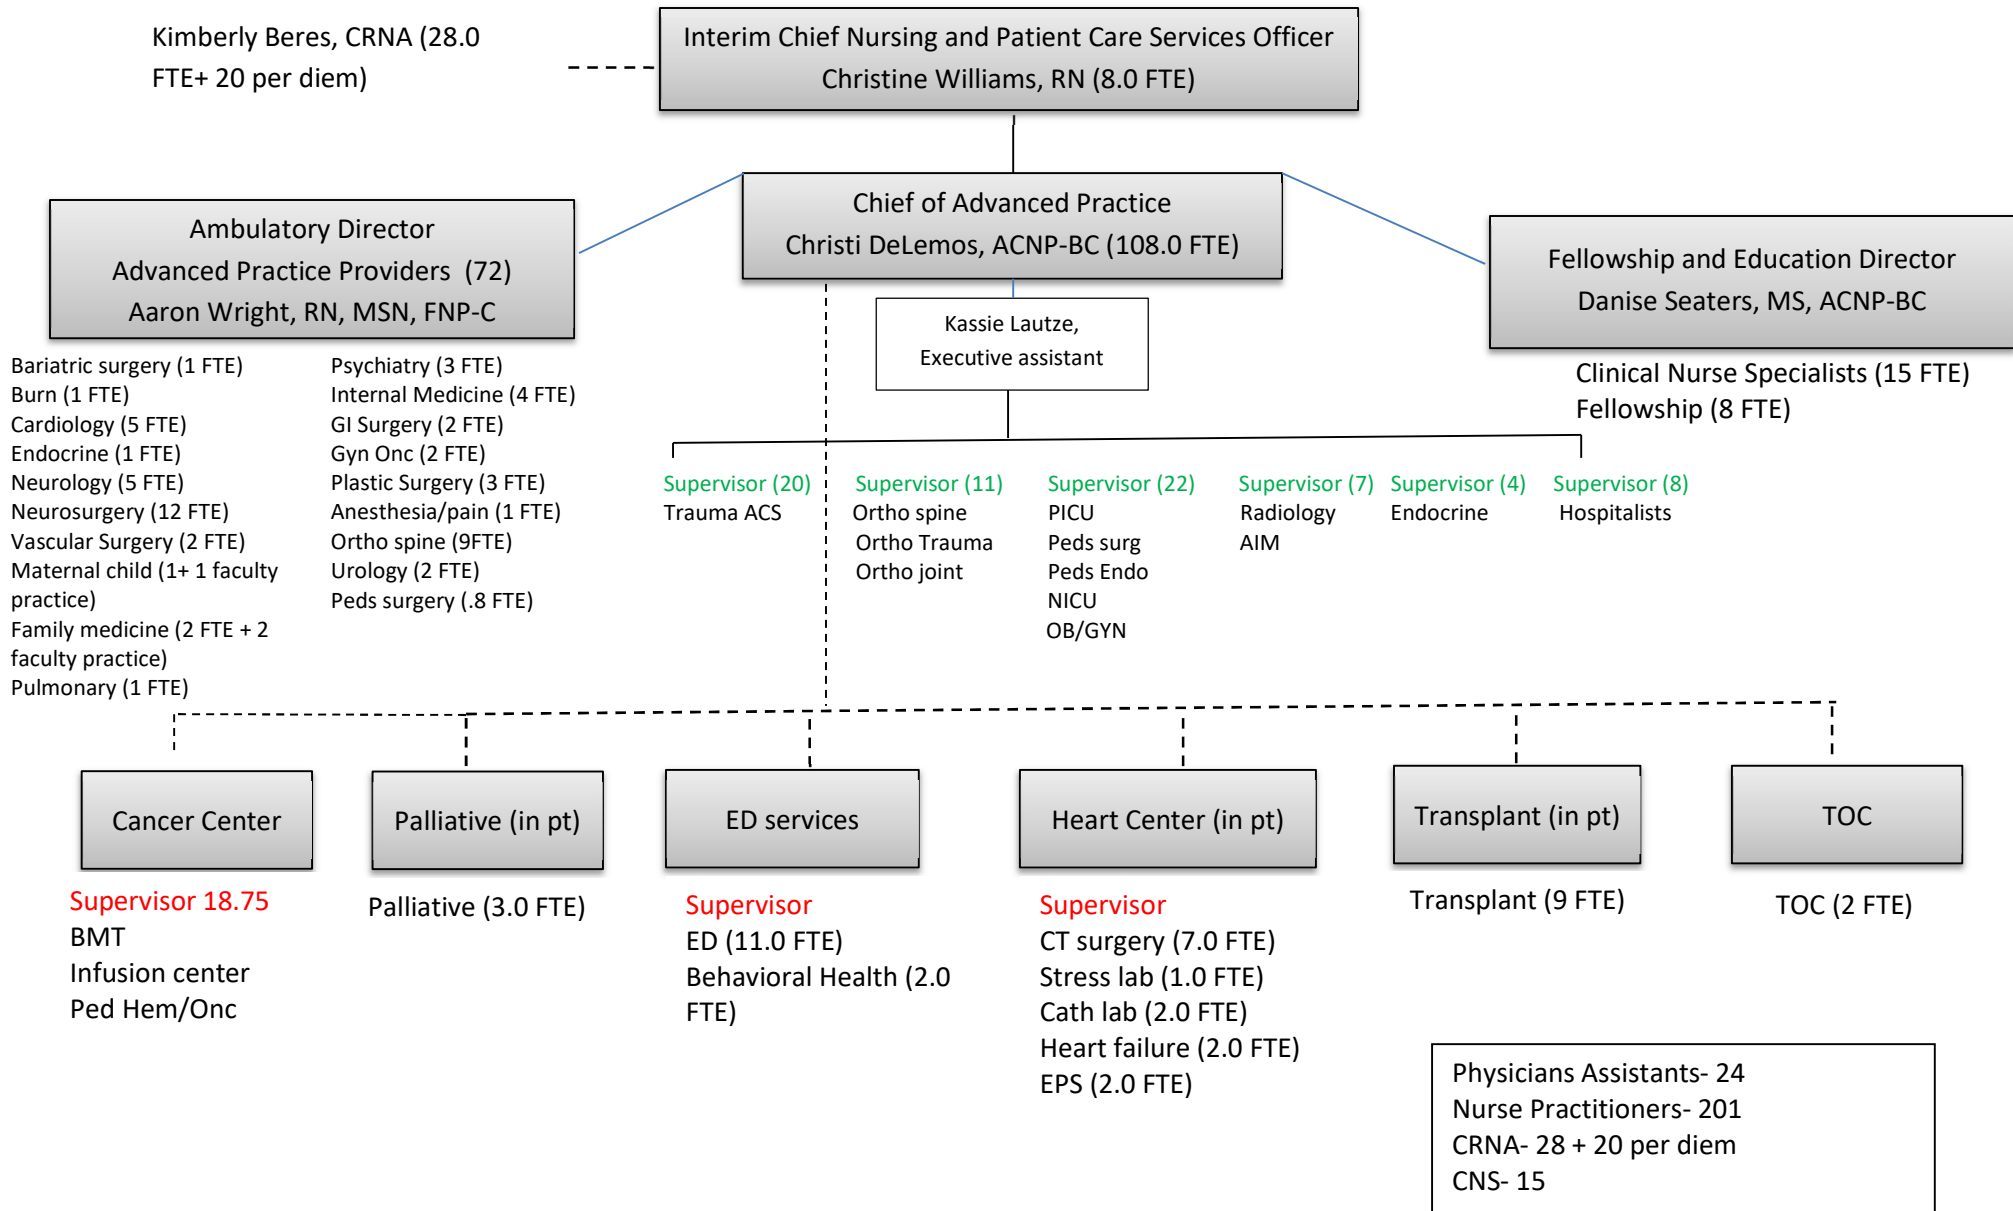 Kimberly Beres, CRNA (28.0
FTE+ 20 per diem)
Interim Chief Nursing and Patient Care Services Officer
Christine Williams, RN (8.0 FTE)
Chief of Advanced Practice
Christi DeLemos, ACNP-BC (108.0 FTE)
Ambulatory Director
Advanced Practice Providers (72)
Aaron Wright, RN, MSN, FNP-C
Fellowship and Education Director
Danise Seaters, MS, ACNP-BC
Kassie Lautze,
Executive assistant
Bariatric surgery (1 FTE)
Burn (1 FTE)
Cardiology (5 FTE)
Endocrine (1 FTE)
Neurology (5 FTE)
Neurosurgery (12 FTE)
Vascular Surgery (2 FTE)
Maternal child (1+ 1 faculty
practice)
Family medicine (2 FTE + 2
faculty practice)
Pulmonary (1 FTE)
Psychiatry (3 FTE)
Internal Medicine (4 FTE)
GI Surgery (2 FTE)
Gyn Onc (2 FTE)
Plastic Surgery (3 FTE)
Anesthesia/pain (1 FTE)
Ortho spine (9FTE)
Urology (2 FTE)
Peds surgery (.8 FTE)
Clinical Nurse Specialists (15 FTE)
Fellowship (8 FTE)
Supervisor (20)
Trauma ACS
Supervisor (11)
Ortho spine
Ortho Trauma
Ortho joint
Supervisor (22)
PICU
Peds surg
Peds Endo
NICU
OB/GYN
Supervisor (7)
Radiology
AIM
Supervisor (4)
Endocrine
Supervisor (8)
Hospitalists
Cancer Center
Supervisor 18.75
BMT
Infusion center
Ped Hem/Onc
Palliative (in pt)
Palliative (3.0 FTE)
ED services
Supervisor
ED (11.0 FTE)
Behavioral Health (2.0
FTE)
Heart Center (in pt)
Supervisor
CT surgery (7.0 FTE)
Stress lab (1.0 FTE)
Cath lab (2.0 FTE)
Heart failure (2.0 FTE)
EPS (2.0 FTE)
Transplant (in pt)
Transplant (9 FTE)
TOC
TOC (2 FTE)
Physicians Assistants- 24
Nurse Practitioners- 201
CRNA- 28 + 20 per diem
CNS- 15